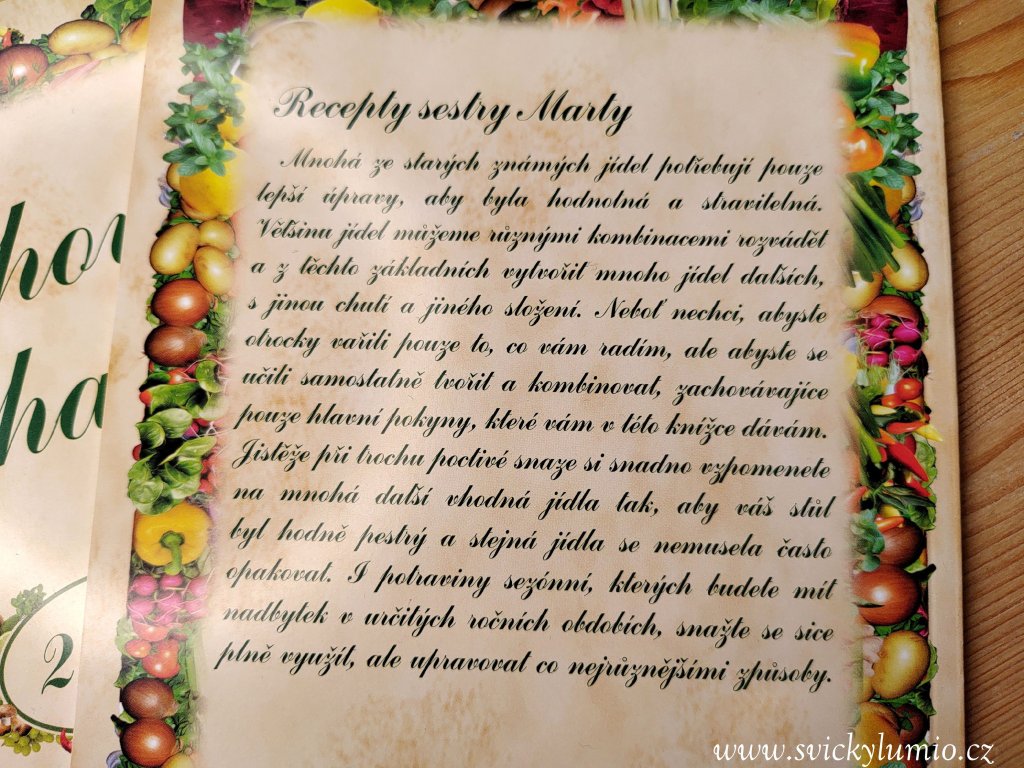 Recepty sestry Marty
Mnohá ze starých známých jídel potřebují pouze
lepší úpravy, aby byla hodnotná a stravitelná.
Většinu jídel můžeme různými kombinacemi rozvádět
a z těchto základních vytvořit mnoho jídel dalších,
s jinou chutí a jiného složení. Neboť nechci, abyste
otrocky vařili pouze to, co vám radím, ale abyste se
učili samostatně tvořit a kombinovat, zachovávajíce
pouze hlavní pokyny, které vám v této knížce dávám.
Jistěže při trochu poctivé snaze si snadno vzpomenete
na mnohá další vhodná jídla tak, aby váš stůl
byl hodně pestrý a stejná jídla se nemusela často
opakovat. I potraviny sezónní, kterých budete mít
nadbytek v určitých ročních obdobích, snažte se sice
plně využít, ale upravovat co nejrůznějšími způsoby.
2
www.svickylumio.cz